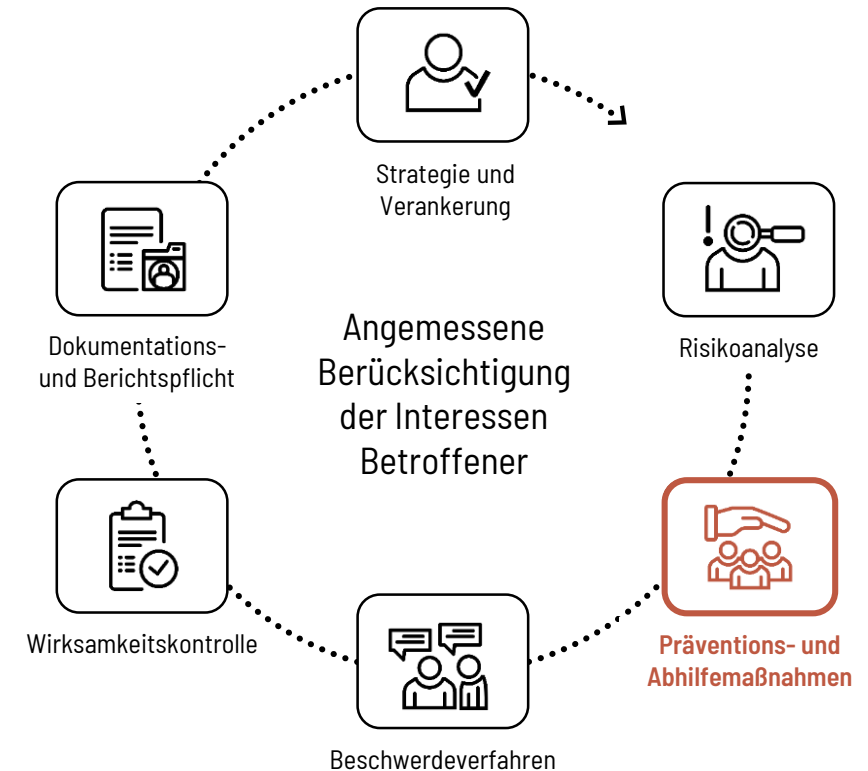 Strategie und
Verankerung
Risikoanalyse
Präventions- und
Abhilfemaßnahmen
Beschwerdeverfahren
Wirksamkeitskontrolle
Dokumentations-
und Berichtspflicht
Angemessene
Berücksichtigung
der Interessen
Betroffener